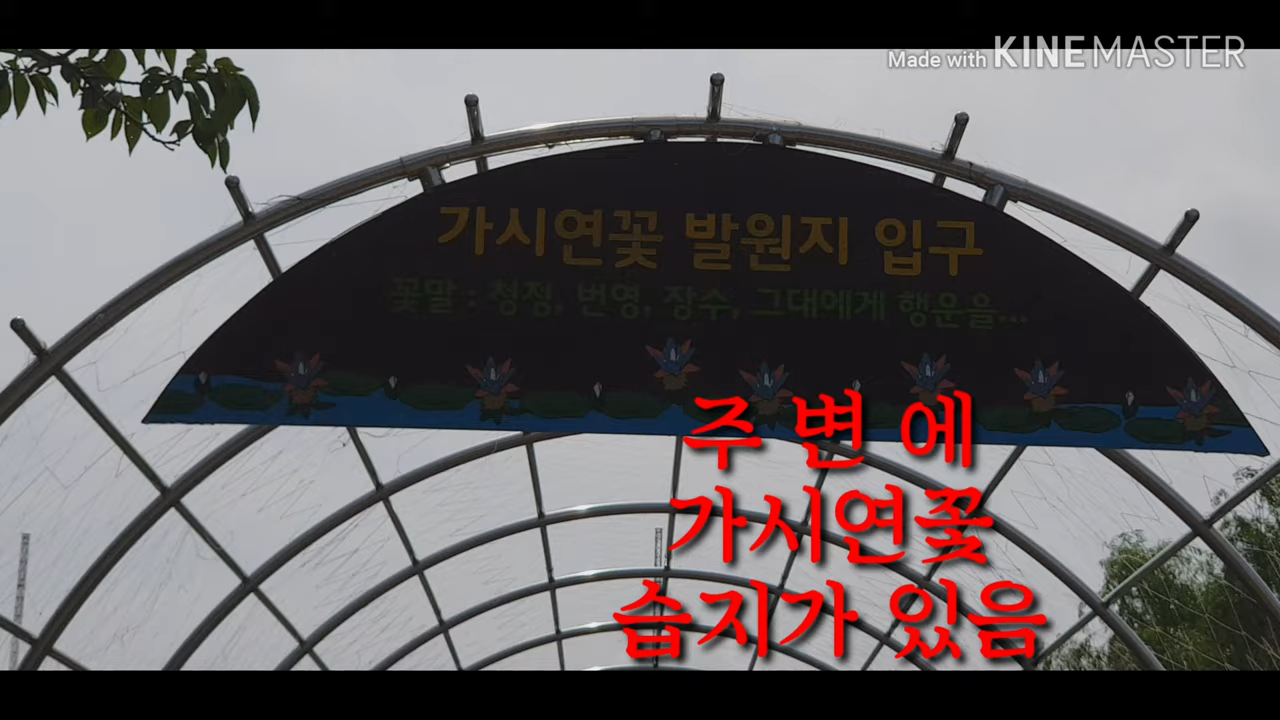 Made with KINEMASTER
가시연꽃 발원지 입구
꽃말 : 청정, 번영, 장수, 그대에게 행운을...
주 변 에
가시연꽃
습지가 있음